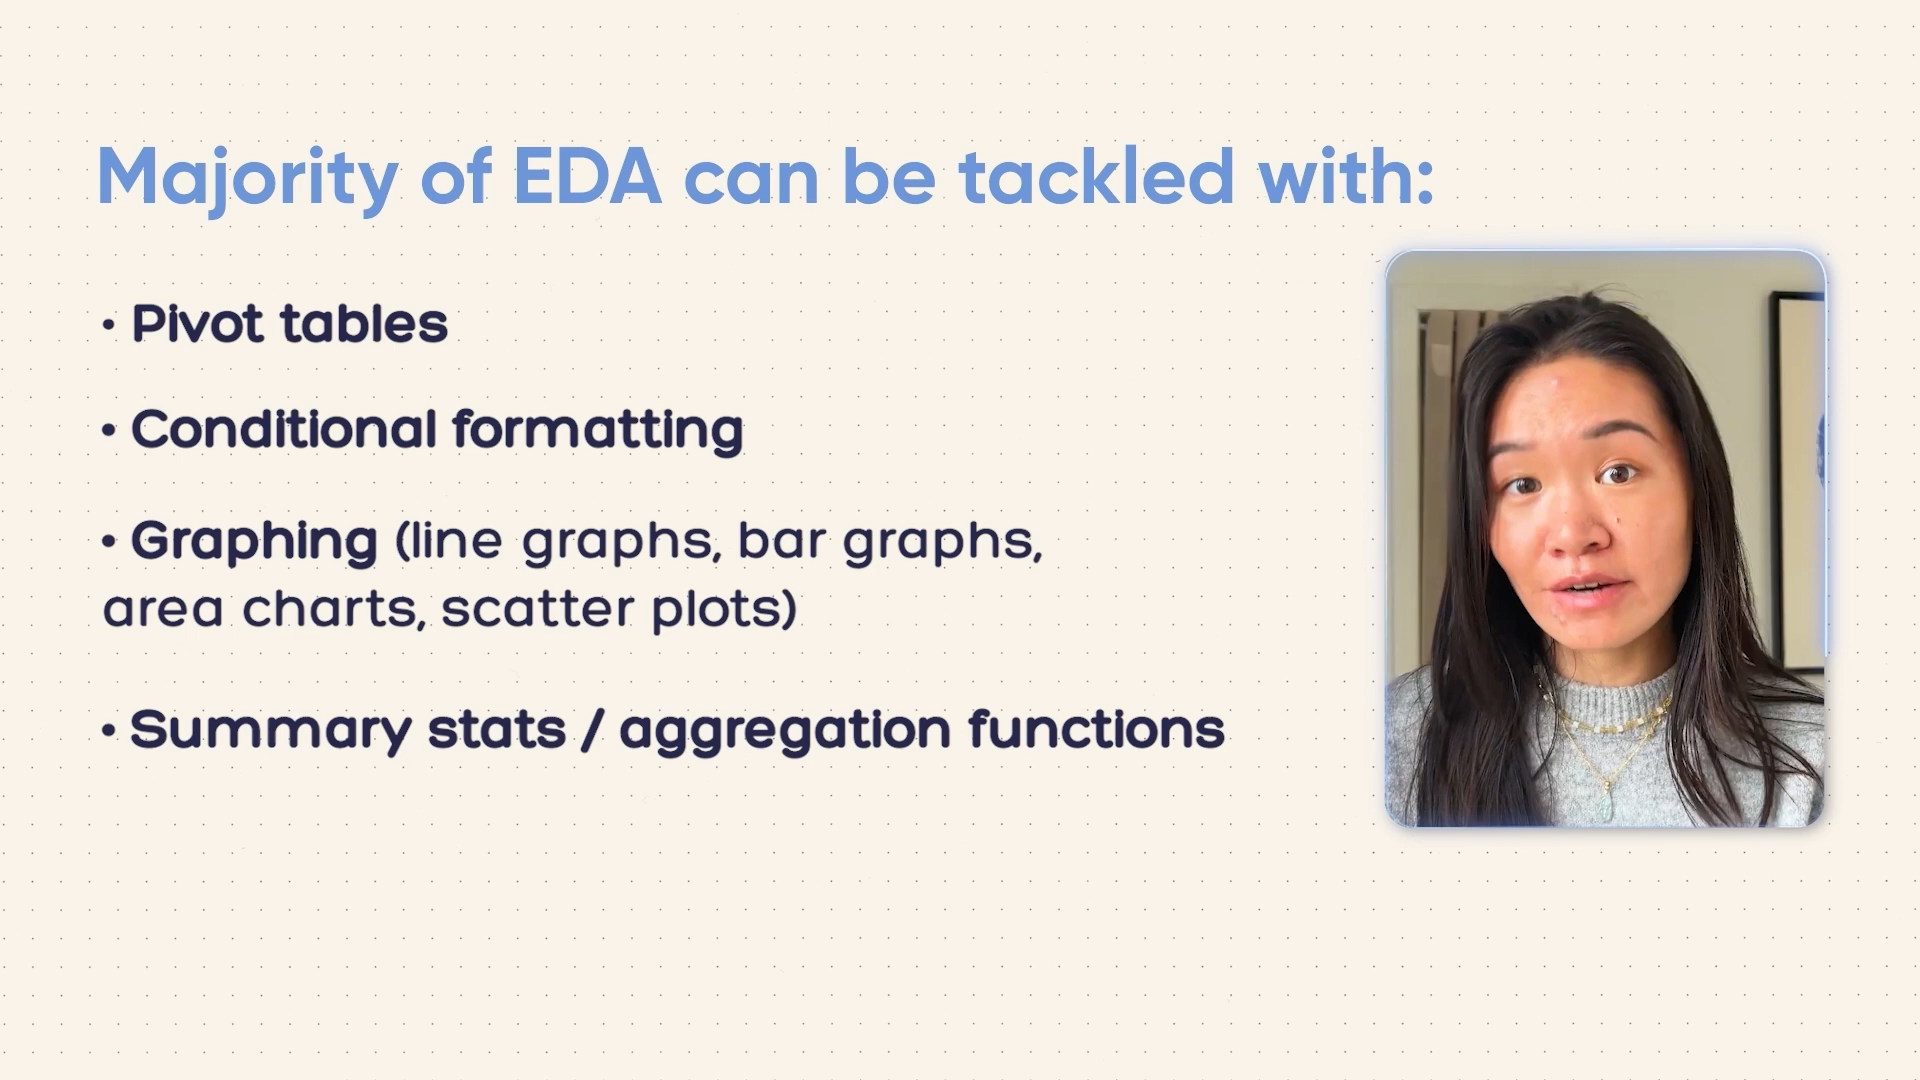 Majority of EDA can be tackled with:
• Pivot tables
• Conditional formatting
• Graphing (line graphs, bar graphs,
area charts, scatter plots)
• Summary stats / aggregation functions